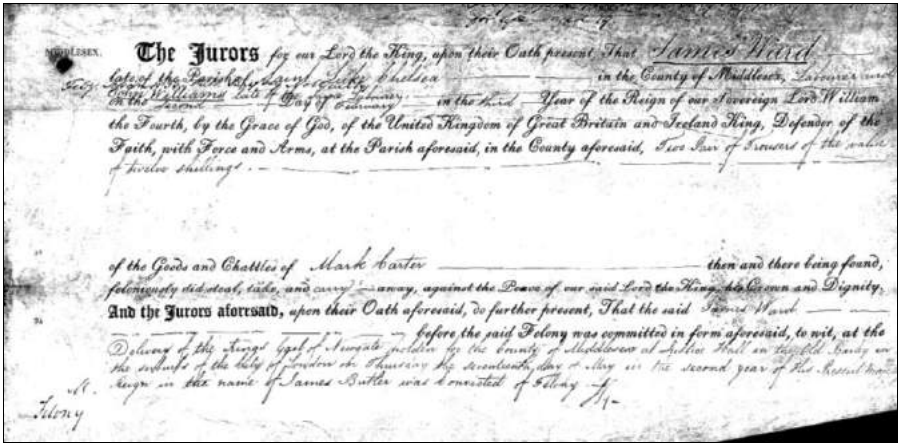 MIDDLESEX.
The Jurors for our Lord the King, upon their Oath present, That James Ward
late of the Parish of Saint Luke Chelsea in the County of Middlesex, Labourer and
Williams late of the same
on the second Day of February in the third Year of the Reign of our Sovereign Lord William
the Fourth, by the Grace of God, of the United Kingdom of Great Britain and Ireland King, Defender of the
Faith, with Force and Arms, at the Parish aforesaid, in the County aforesaid, Two Pair of Trousers of the value
of twelve shillings.
of the Goods and Chattles of Mark Carter then and there being found,
feloniously did steal, take, and carry away, against the Peace of our said Lord the King, his Crown and Dignity.
And the Jurors aforesaid, upon their Oath aforesaid, do further present, That the said James Ward
before the said Felony was committed in form aforesaid, to wit, at the
Delivery of the Kings Gaol of Newgate holden for the County of Middlesex at Justice Hall in the Old Bailey in
the suburbs of the City of London on Thursday the seventeenth day of May in the second year of His present
Reign in the name of James Butler was convicted of Felony
Felony